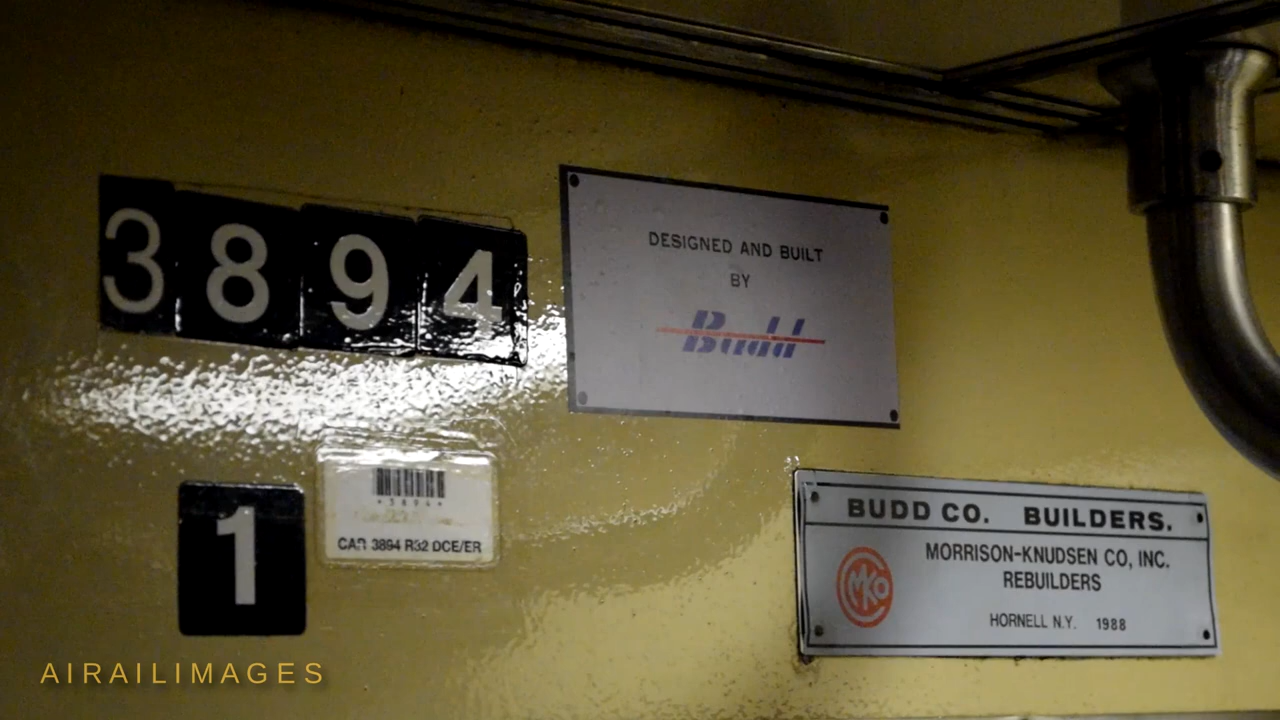 3894
DESIGNED AND BUILT
BY
Budd
1
CAR 3894 R32 DCE/ER
BUDD CO. BUILDERS.
MKCO
MORRISON-KNUDSEN CO, INC.
REBUILDERS
HORNELL N.Y. 1988
AIRAILIMAGES